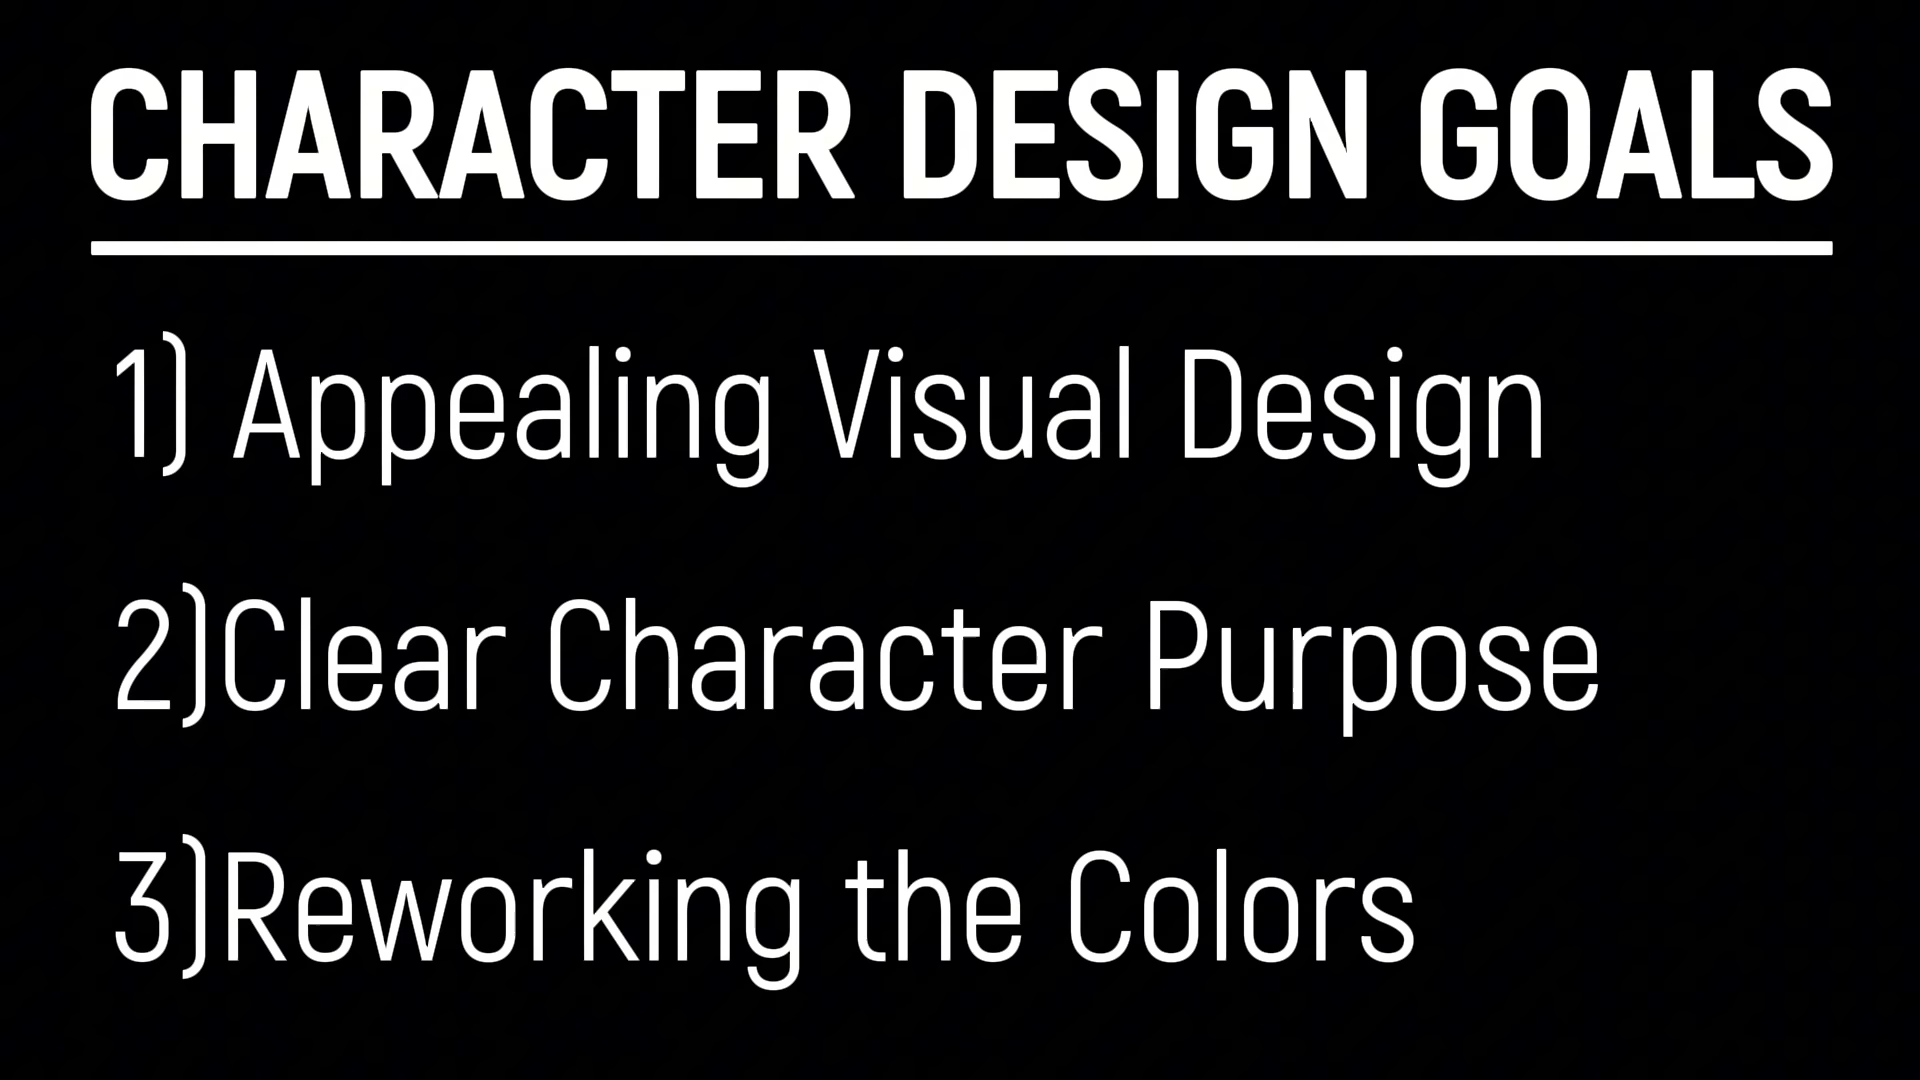 CHARACTER DESIGN GOALS
1) Appealing Visual Design
2)Clear Character Purpose
3)Reworking the Colors